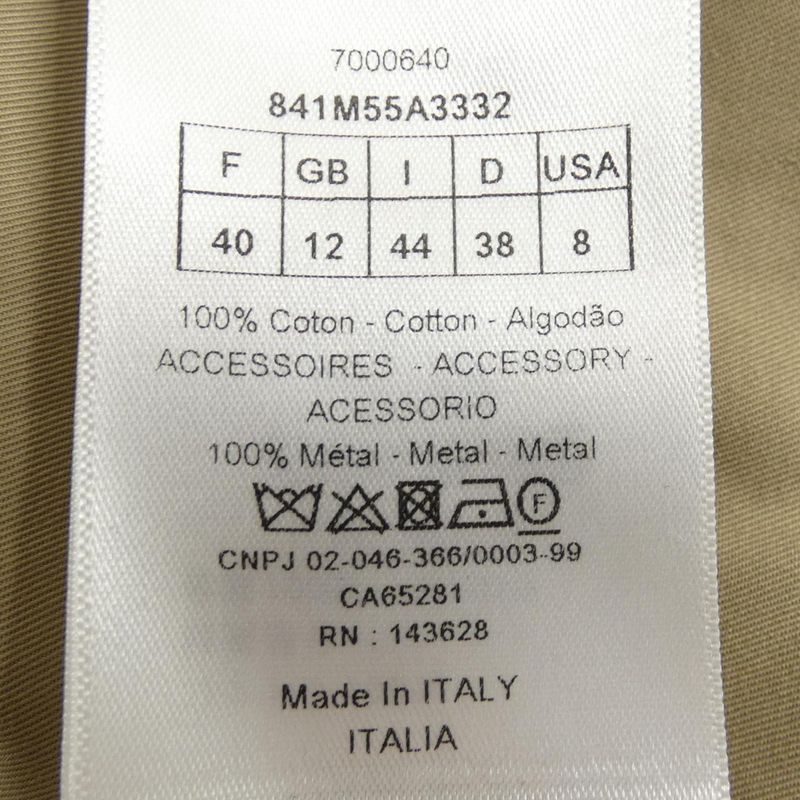 7000640
841M55A3332
F GB I D USA
40 12 44 38 8
100% Coton - Cotton - Algodão
ACCESSOIRES - ACCESSORY -
ACESSORIO
100% Métal - Metal - Metal
F
CNPJ 02-046-366/0003-99
CA65281
RN : 143628
Made In ITALY
ITALIA